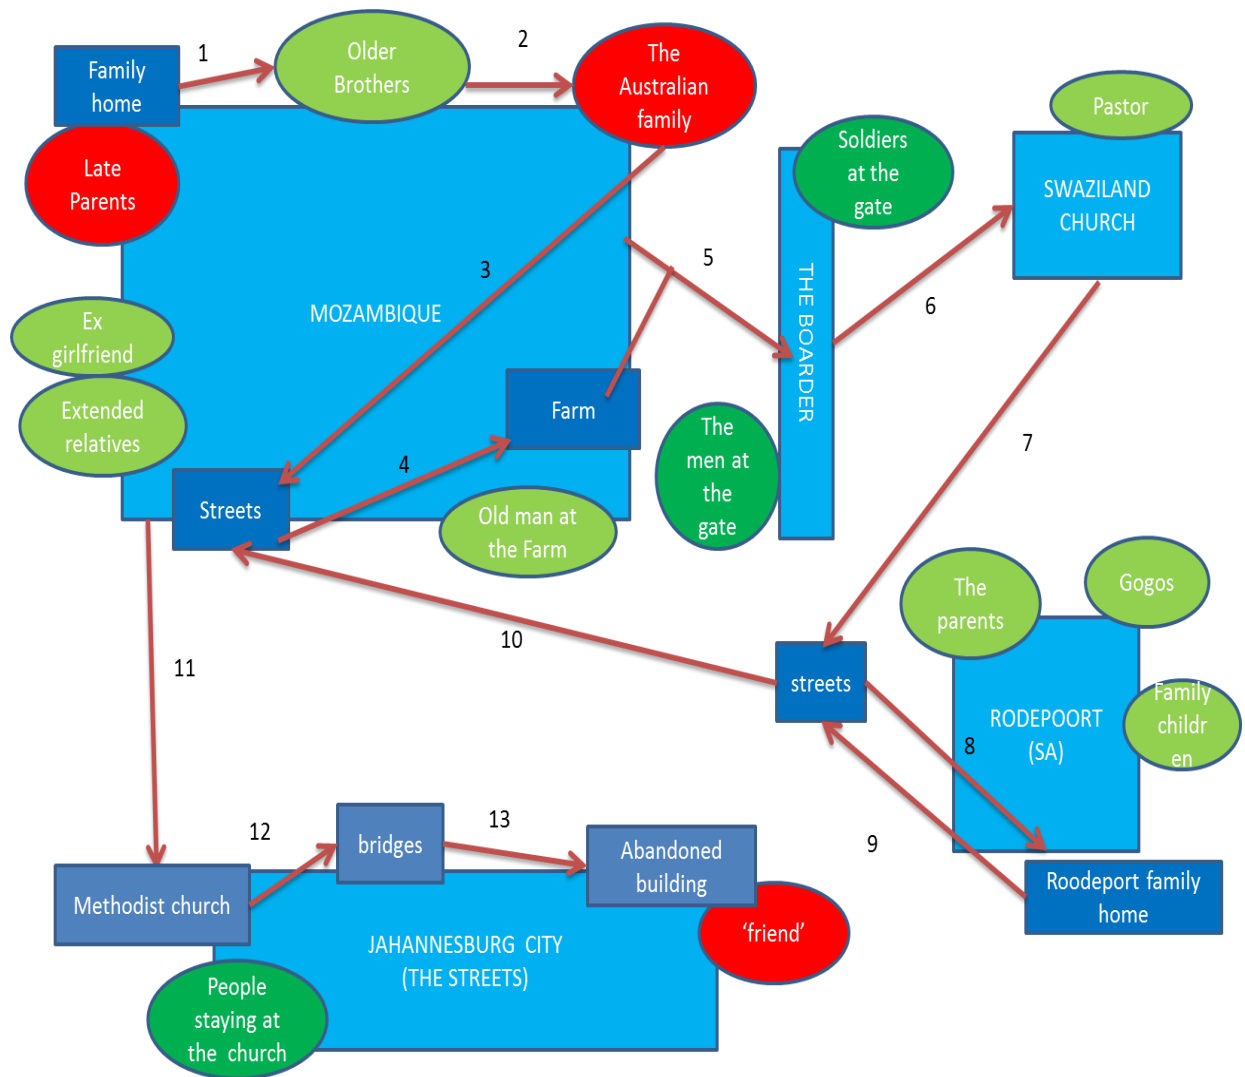 Family
home
1
Older
Brothers
2
The
Australian
family
Late
Parents
Pastor
Soldiers
at the
gate
SWAZILAND
CHURCH
3
5
6
MOZAMBIQUE
THE BOARDER
Ex
girlfriend
Extended
relatives
Farm
4
The
men at
the
gate
7
Streets
Old man at
the Farm
The
parents
Gogos
10
11
streets
Family
childr
en
RODEPOORT
(SA)
8
9
12
bridges
13
Abandoned
building
Methodist church
Roodeport family
home
JAHANNESBURG CITY
(THE STREETS)
'friend'
People
staying at
the church